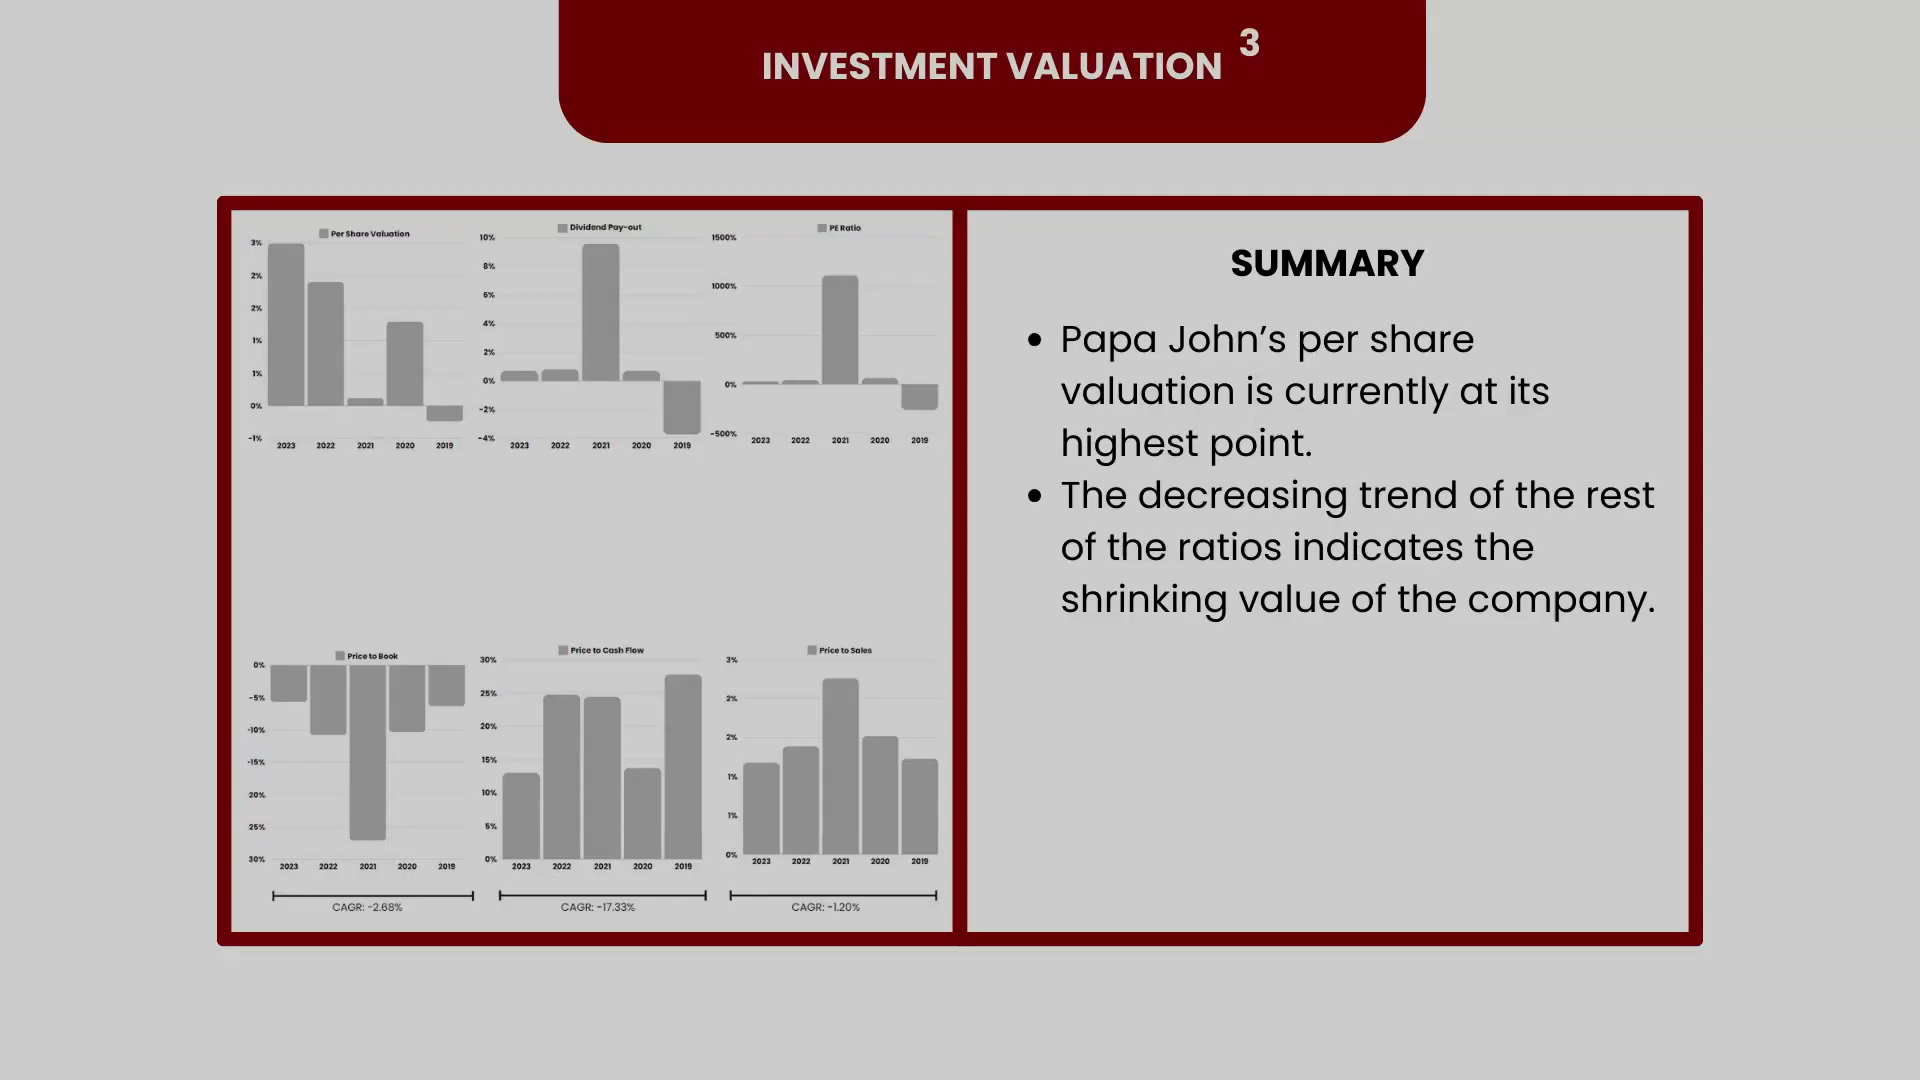 INVESTMENT VALUATION 3
Per Share Valuation
3%
2%
2%
1%
1%
0%
-1%
2023 2022 2021 2020 2019
Dividend Pay-out
10%
8%
6%
4%
2%
0%
-2%
-4%
2023 2022 2021 2020 2019
PE Ratio
1500%
1000%
500%
0%
-500%
2023 2022 2021 2020 2019
Price to Book
0%
-5%
-10%
-15%
20%
25%
30%
2023 2022 2021 2020 2019
CAGR: -2.68%
Price to Cash Flow
30%
25%
20%
15%
10%
5%
0%
2023 2022 2021 2020 2019
CAGR: -17.33%
Price to Sales
3%
2%
2%
1%
1%
0%
2023 2022 2021 2020 2019
CAGR: -1.20%
SUMMARY
• Papa John’s per share
valuation is currently at its
highest point.
• The decreasing trend of the rest
of the ratios indicates the
shrinking value of the company.